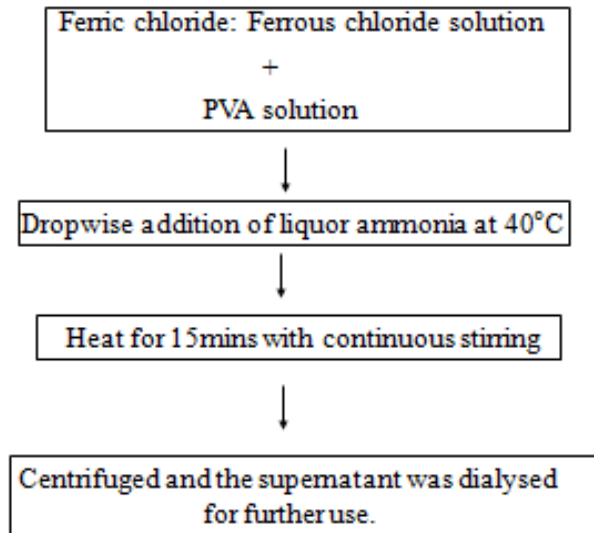 Ferric chloride: Ferrous chloride solution
+
PVA solution
Dropwise addition of liquor ammonia at 40°C
Heat for 15mins with continuous stirring
Centrifuged and the supernatant was dialysed
for further use.